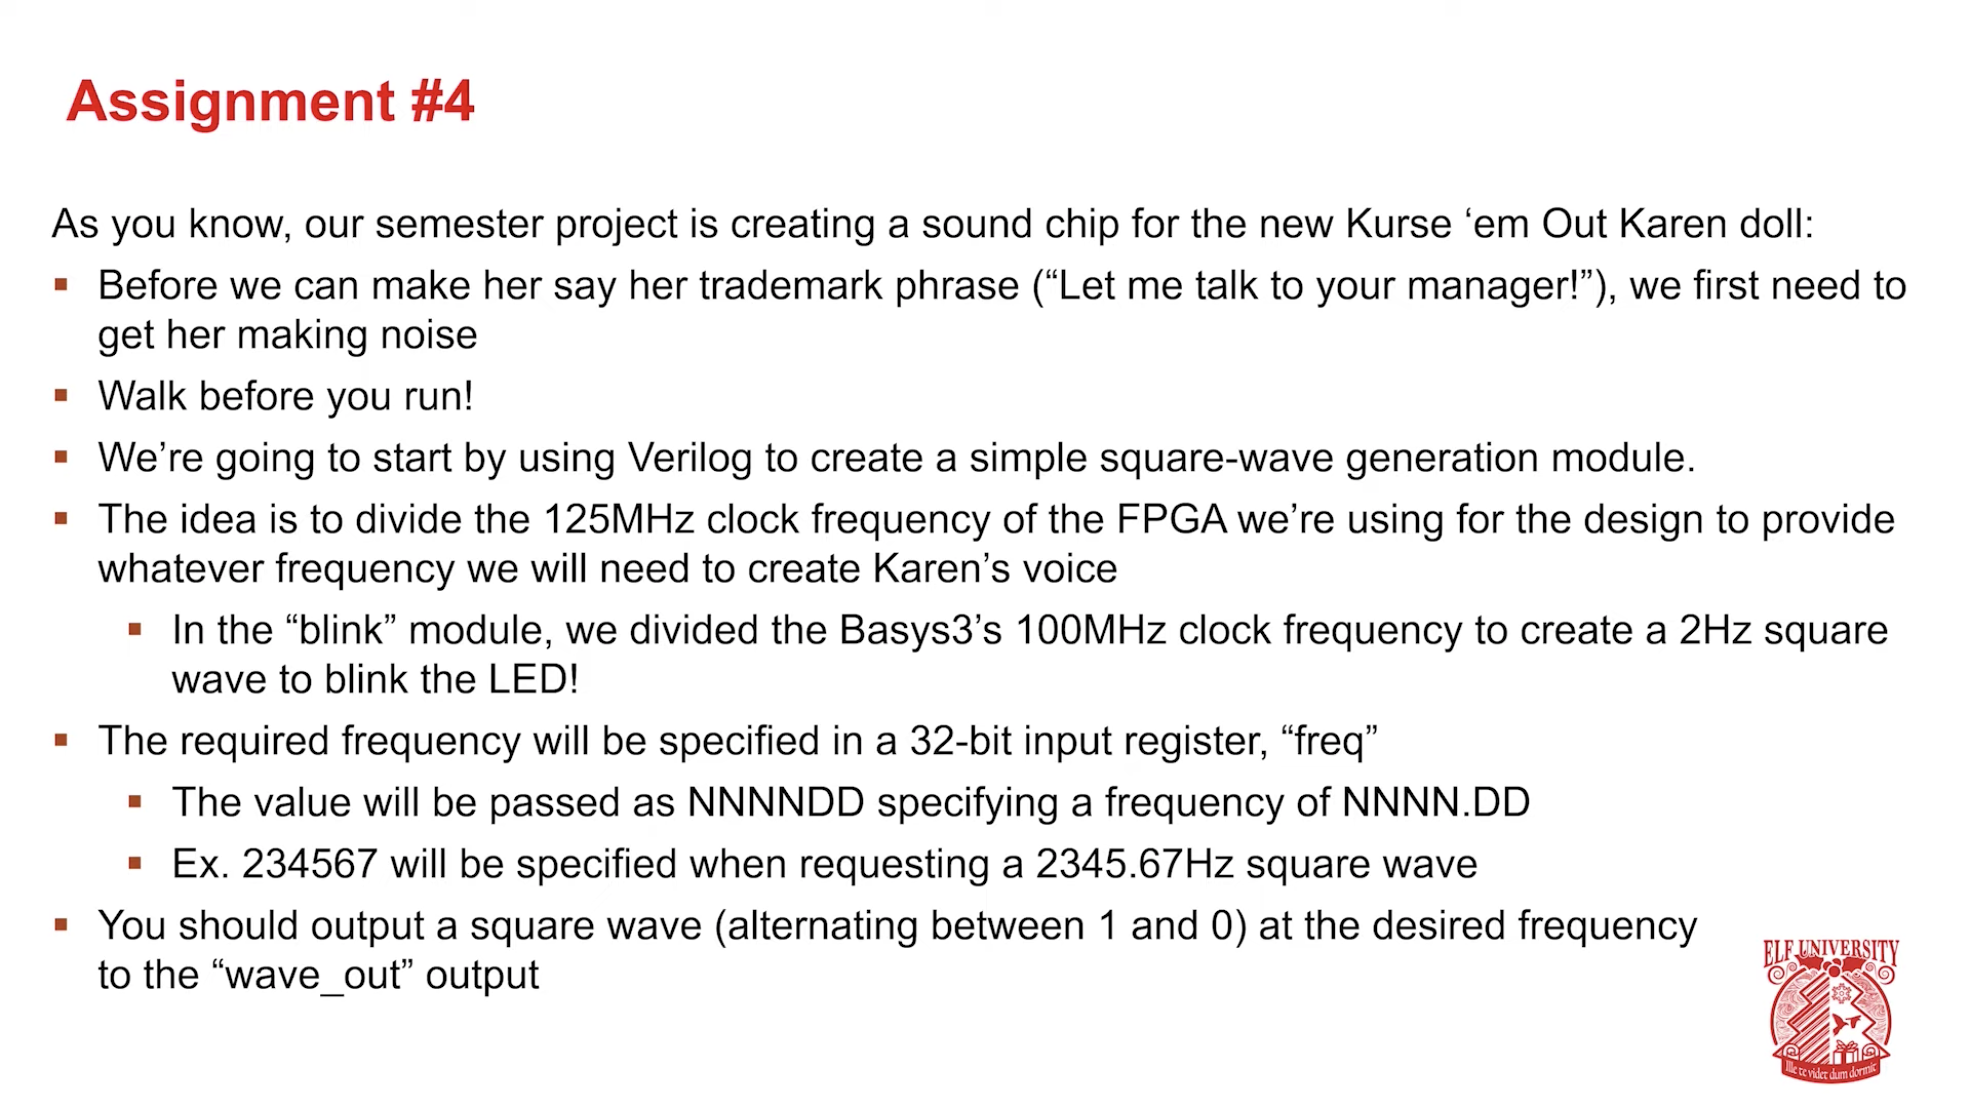 Assignment #4
As you know, our semester project is creating a sound chip for the new Kurse ‘em Out Karen doll:
▪ Before we can make her say her trademark phrase (“Let me talk to your manager!”), we first need to
get her making noise
▪ Walk before you run!
▪ We’re going to start by using Verilog to create a simple square-wave generation module.
▪ The idea is to divide the 125MHz clock frequency of the FPGA we’re using for the design to provide
whatever frequency we will need to create Karen’s voice
▪ In the “blink” module, we divided the Basys3’s 100MHz clock frequency to create a 2Hz square
wave to blink the LED!
▪ The required frequency will be specified in a 32-bit input register, “freq”
▪ The value will be passed as NNNNDD specifying a frequency of NNNN.DD
▪ Ex. 234567 will be specified when requesting a 2345.67Hz square wave
▪ You should output a square wave (alternating between 1 and 0) at the desired frequency
to the “wave_out” output
ELF UNIVERSITY
Ille te videt dum dormit